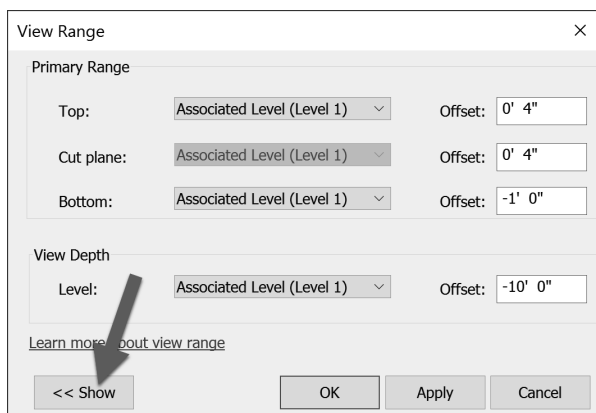 View Range
Primary Range
Top: Associated Level (Level 1) Offset: 0' 4"
Cut plane: Associated Level (Level 1) Offset: 0' 4"
Bottom: Associated Level (Level 1) Offset: -1' 0"
View Depth
Level: Associated Level (Level 1) Offset: -10' 0"
Learn more about view range
<< Show OK Apply Cancel